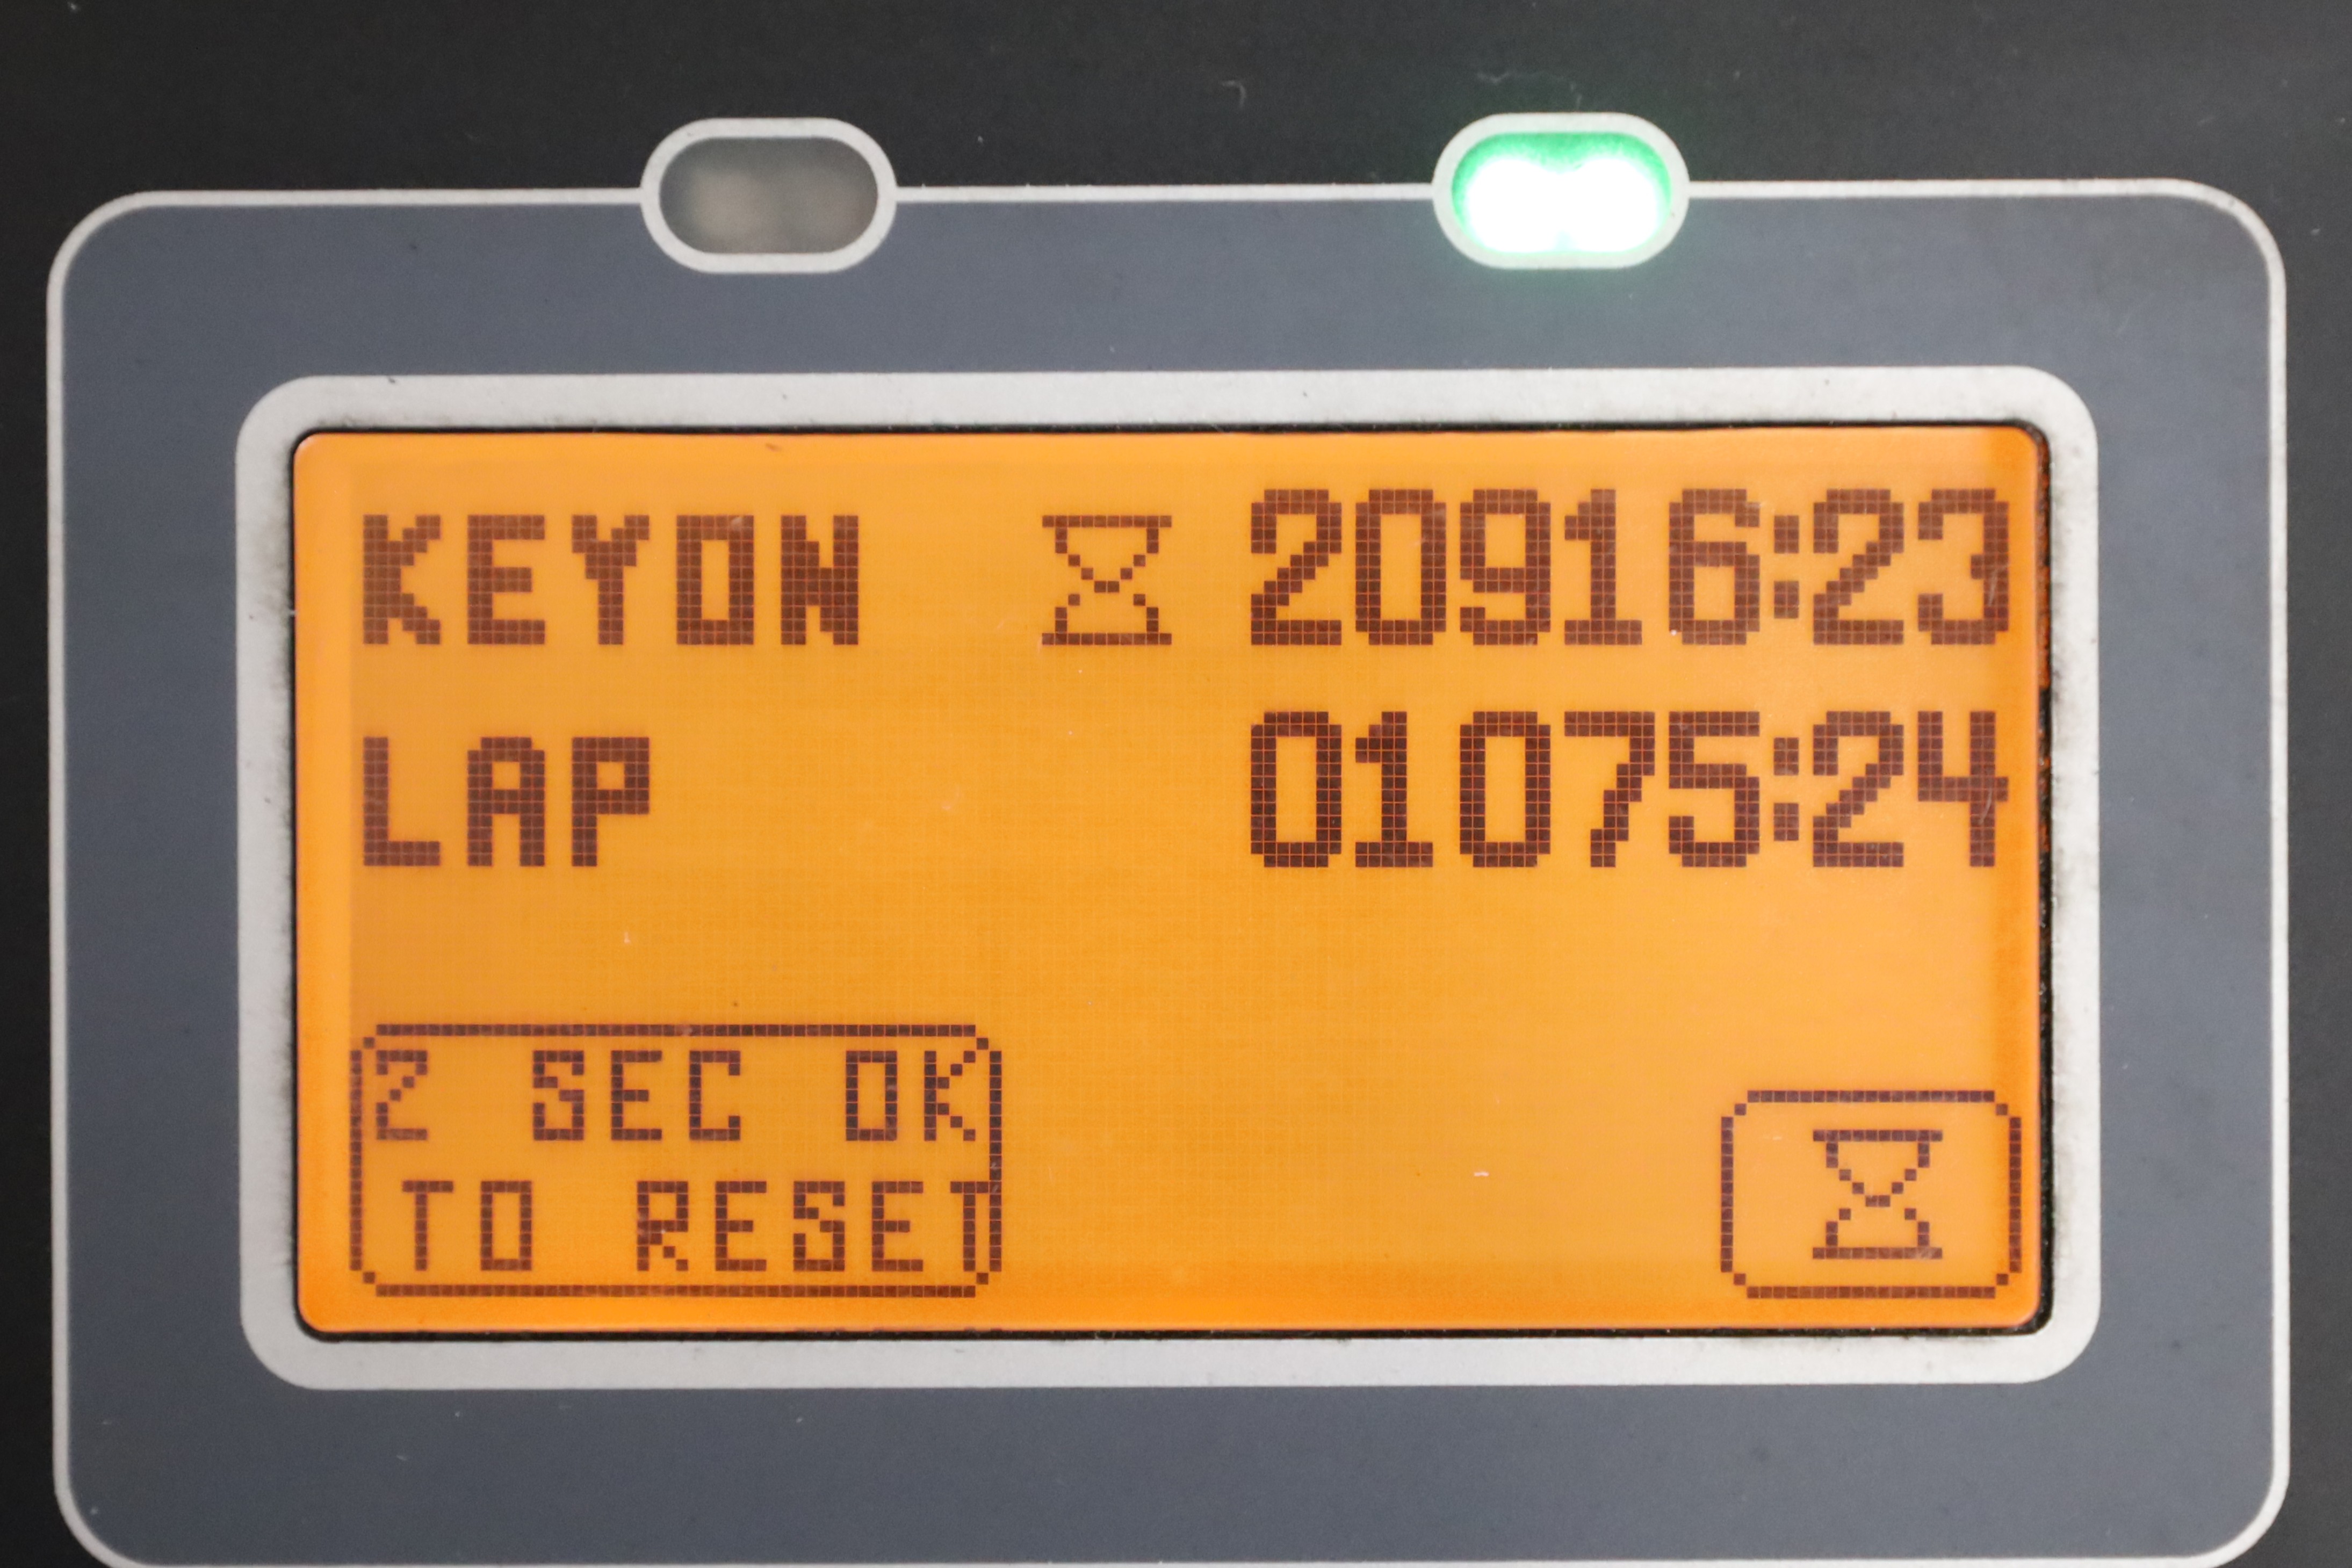 KEYON 20916:23
LAP 01075:24
2 SEC OK
TO RESET